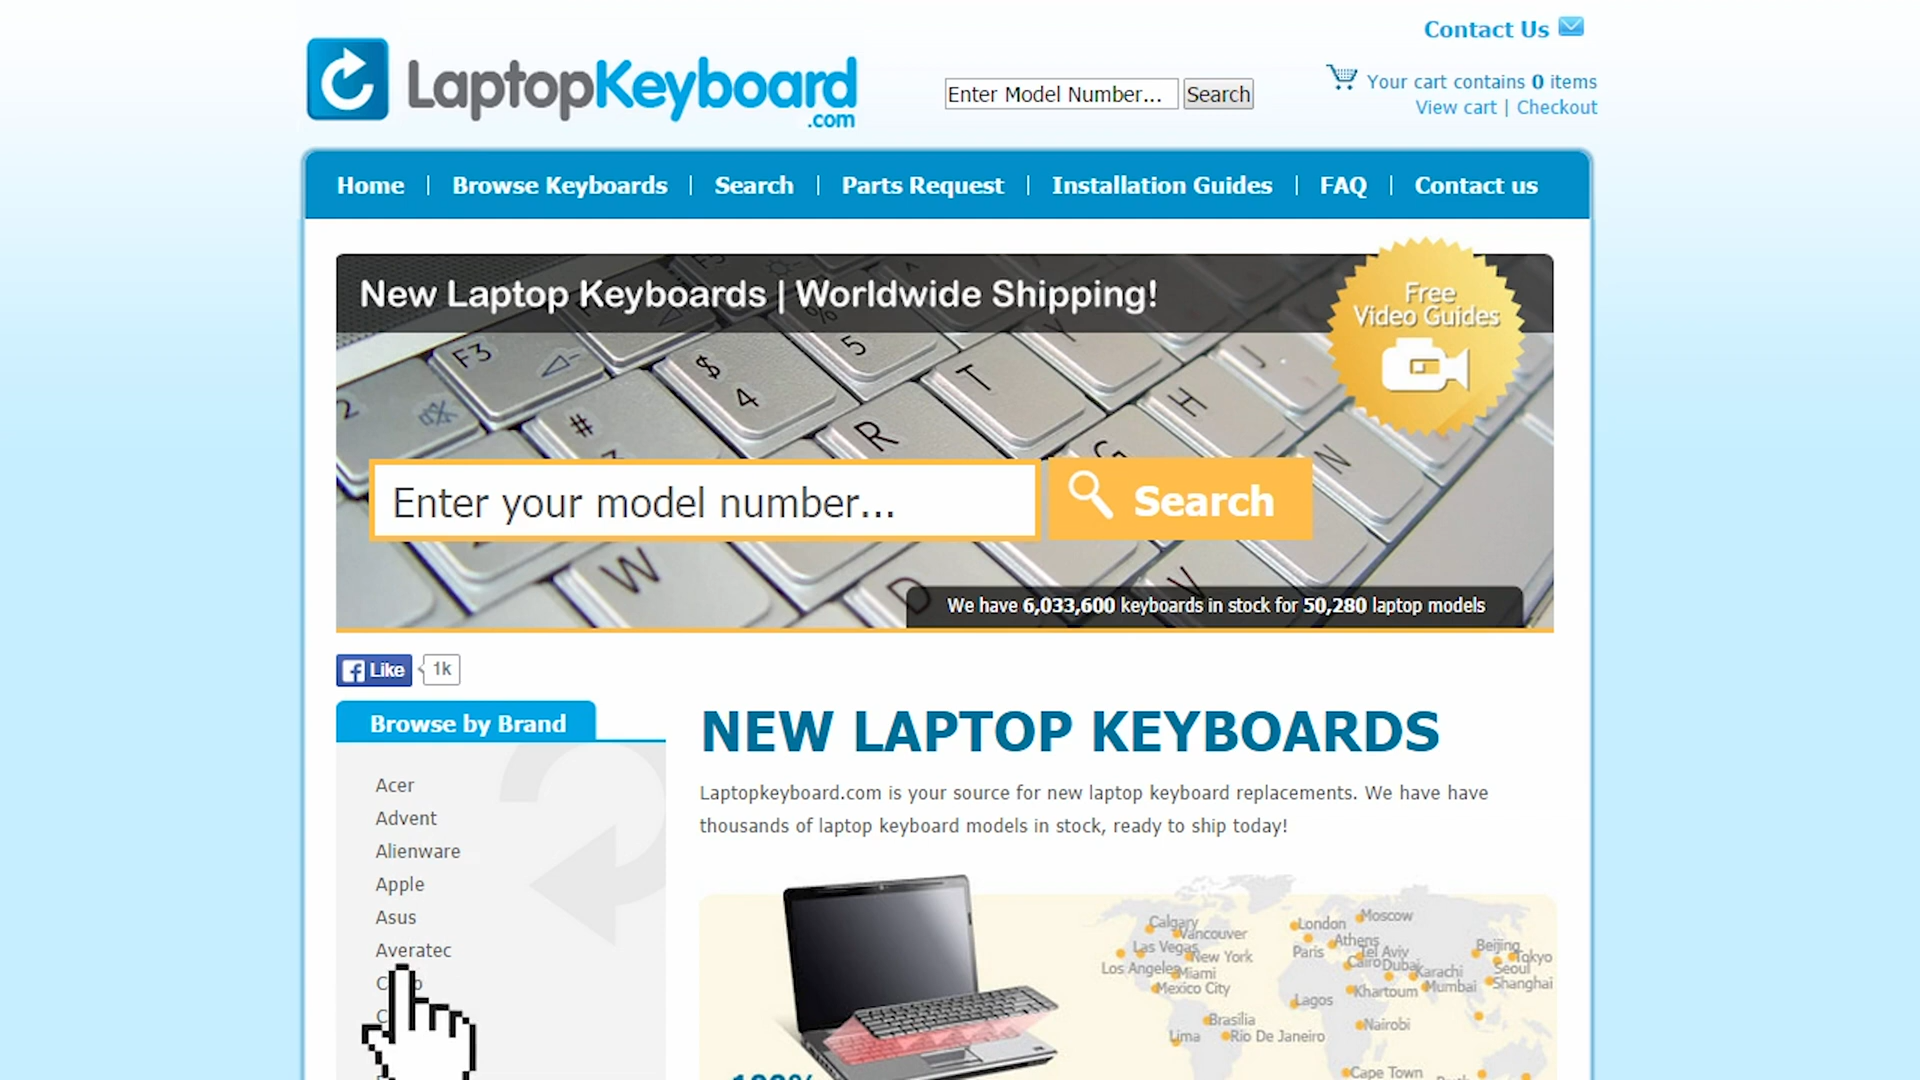 Contact Us
LaptopKeyboard
.com
Enter Model Number...
Search
Your cart contains 0 items
View cart | Checkout
Home | Browse Keyboards | Search | Parts Request | Installation Guides | FAQ | Contact us
New Laptop Keyboards | Worldwide Shipping!
Free
Video Guides
F3
2
$
4
%
5
#
R
T
Y
H
J
G
N
W
D
V
Enter your model number...
Search
We have 6,033,600 keyboards in stock for 50,280 laptop models
Like
1k
Browse by Brand
Acer
Advent
Alienware
Apple
Asus
Averatec
NEW LAPTOP KEYBOARDS
Laptopkeyboard.com is your source for new laptop keyboard replacements. We have have
thousands of laptop keyboard models in stock, ready to ship today!
Calgary
Vancouver
Las Vegas
New York
Los Angeles
Miami
Mexico City
Brasilia
Lima
Rio De Janeiro
London
Moscow
Paris
Athens
Tel Aviv
Cairo
Dubai
Karachi
Khartoum
Mumbai
Lagos
Nairobi
Cape Town
Beijing
Tokyo
Seoul
Shanghai